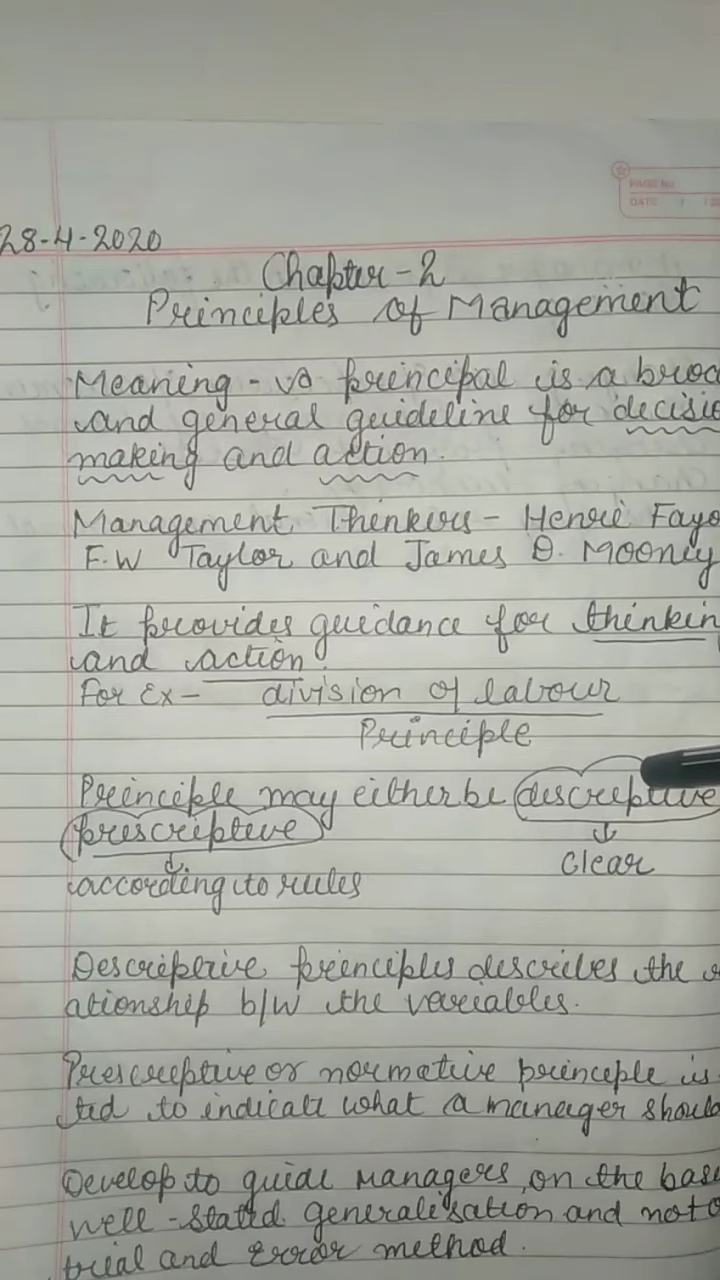 PAGE No
DATE
28-4-2020
Chapter-2
Principles of Management
Meaning - A principal is a broa
and general guideline for decisio
making and action.
Management Thinkers - Henri Fayo
F.W Taylor and James D. Mooney
It provides guidance for thinkin
and action.
For Ex - division of labour
Principle
Principle may either be descriptive
prescriptive
clear
according to rules
Descriptive principles describes the
ationship b/w the variables.
Prescriptive or normative principle is
ted to indicate what a manager should
Develop to guide managers, on the bas
well-stated generalisation and not o
trial and Error method.